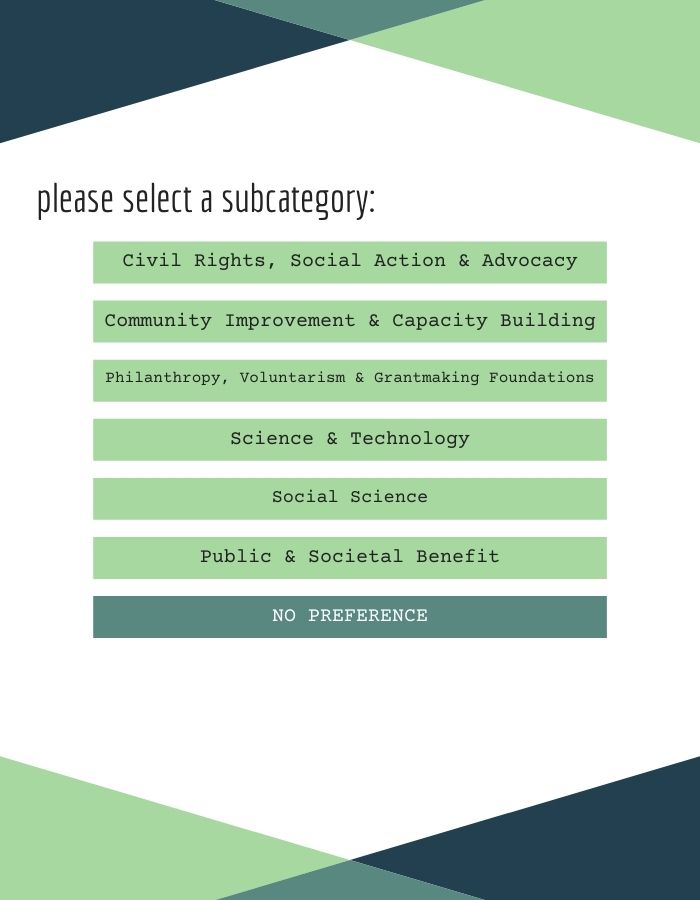 please select a subcategory:
Civil Rights, Social Action & Advocacy
Community Improvement & Capacity Building
Philanthropy, Voluntarism & Grantmaking Foundations
Science & Technology
Social Science
Public & Societal Benefit
NO PREFERENCE